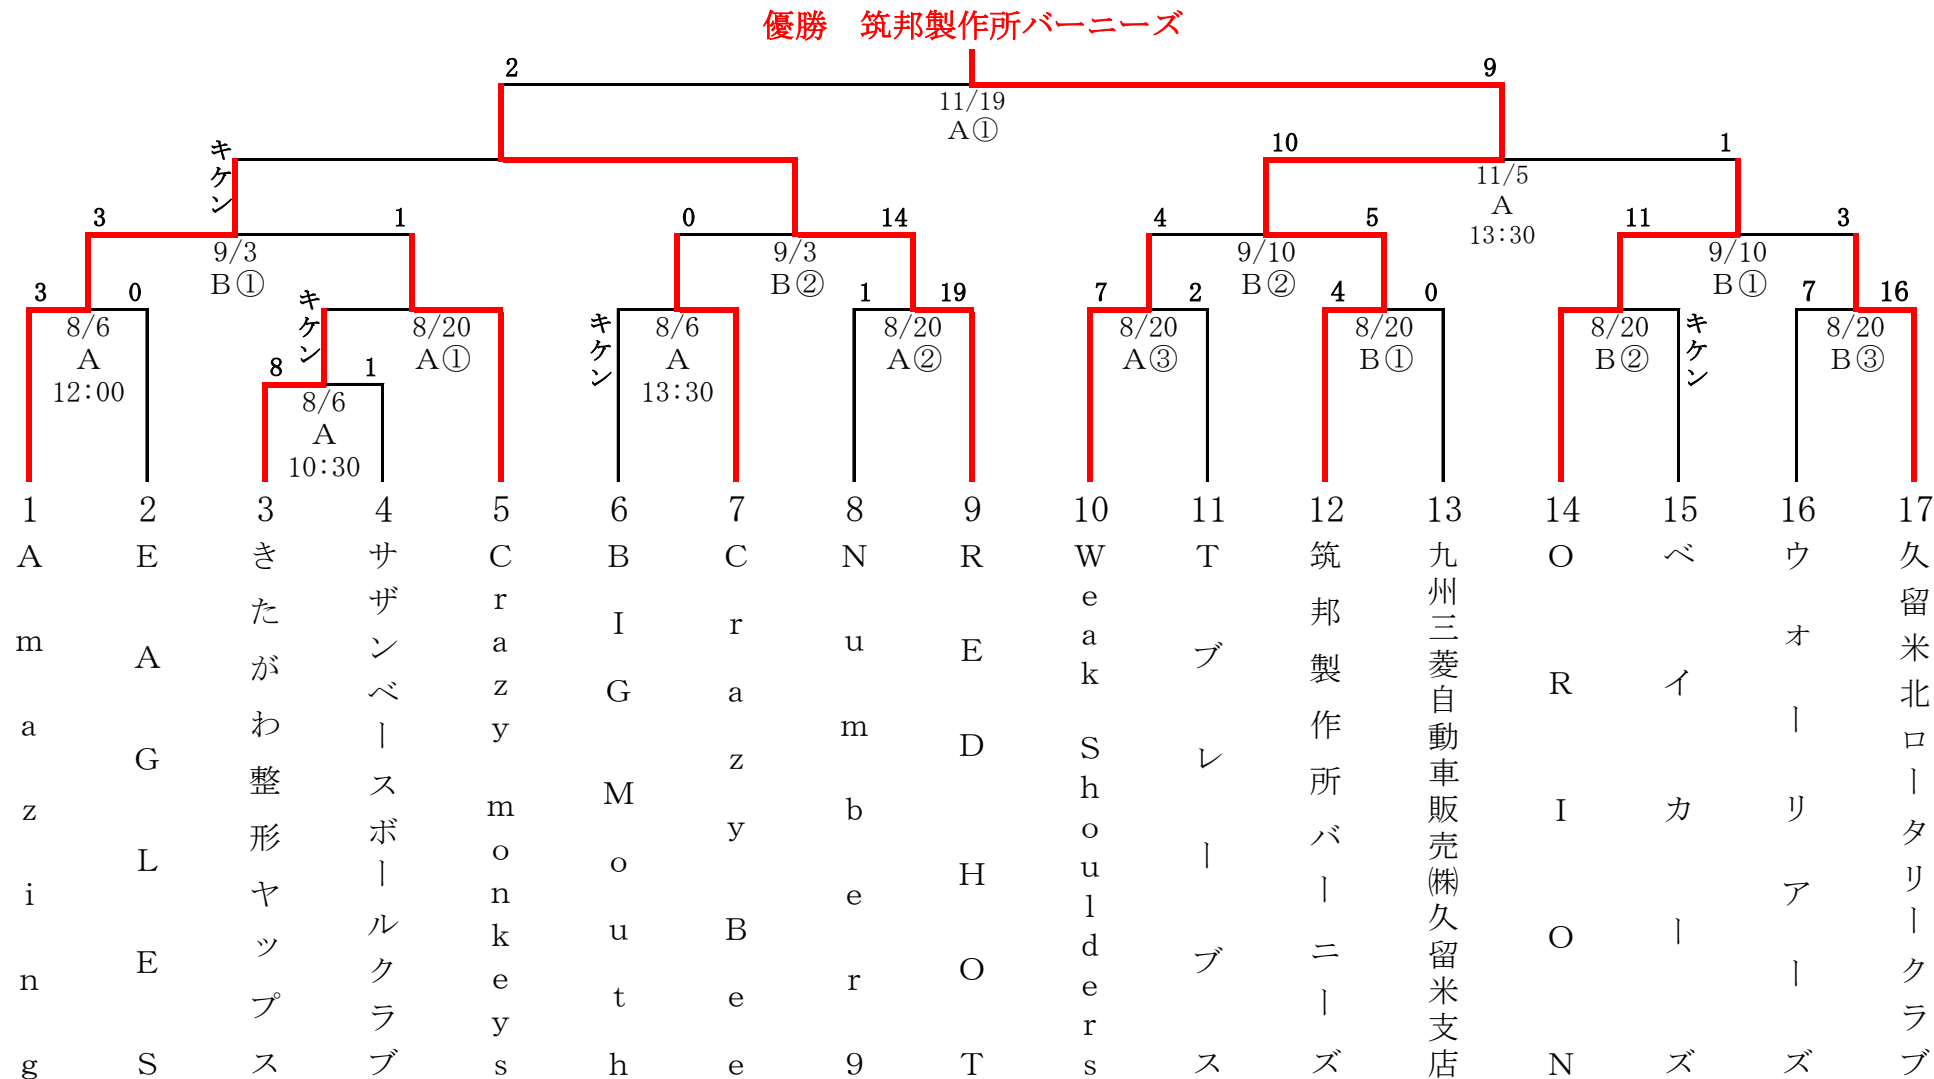 優勝　筑邦製作所バーニーズ
2
9
11/19
A①
キケン
10
1
11/5
A
13:30
3
1
0
14
4
5
11
3
9/3
B①
9/3
B②
9/10
B②
9/10
B①
3
0
キケン
キケン
1
19
7
2
4
0
キケン
7
16
8/6
A
12:00
8/20
A①
8/6
A
13:30
8/20
A②
8/20
A③
8/20
B①
8/20
B②
8/20
B③
8
1
8/6
A
10:30
1
2
3
4
5
6
7
8
9
10
11
12
13
14
15
16
17
Amazing
EAGLES
きたがわ整形ヤップス
サザンベースボールクラブ
Crazy monkeys
BIG Mouth
Crazy Bee
Number9
RED HOT
Weak Shoulders
Tブレーブス
筑邦製作所バーニーズ
九州三菱自動車販売㈱久留米支店
ORION
ベイカーズ
ウォーリアーズ
久留米北ロータリークラブ